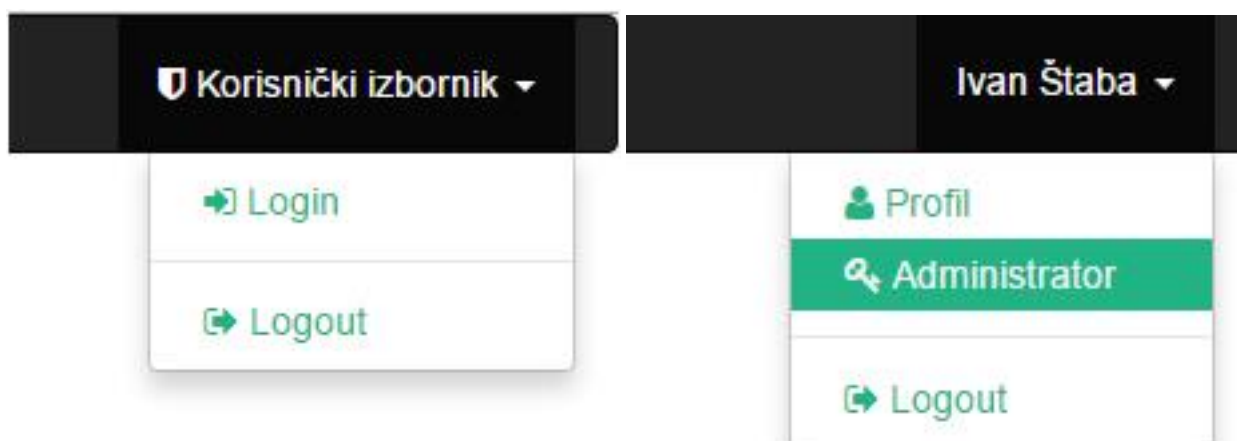 Korisnički izbornik
Login
Logout
Ivan Štaba
Profil
Administrator
Logout